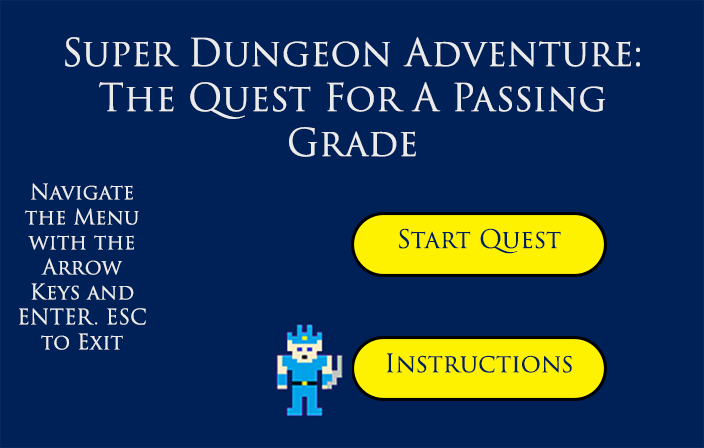 Super Dungeon Adventure:
The Quest For A Passing
Grade
Navigate
the Menu
with the
Arrow
Keys and
ENTER. ESC
to Exit
Start Quest
Instructions